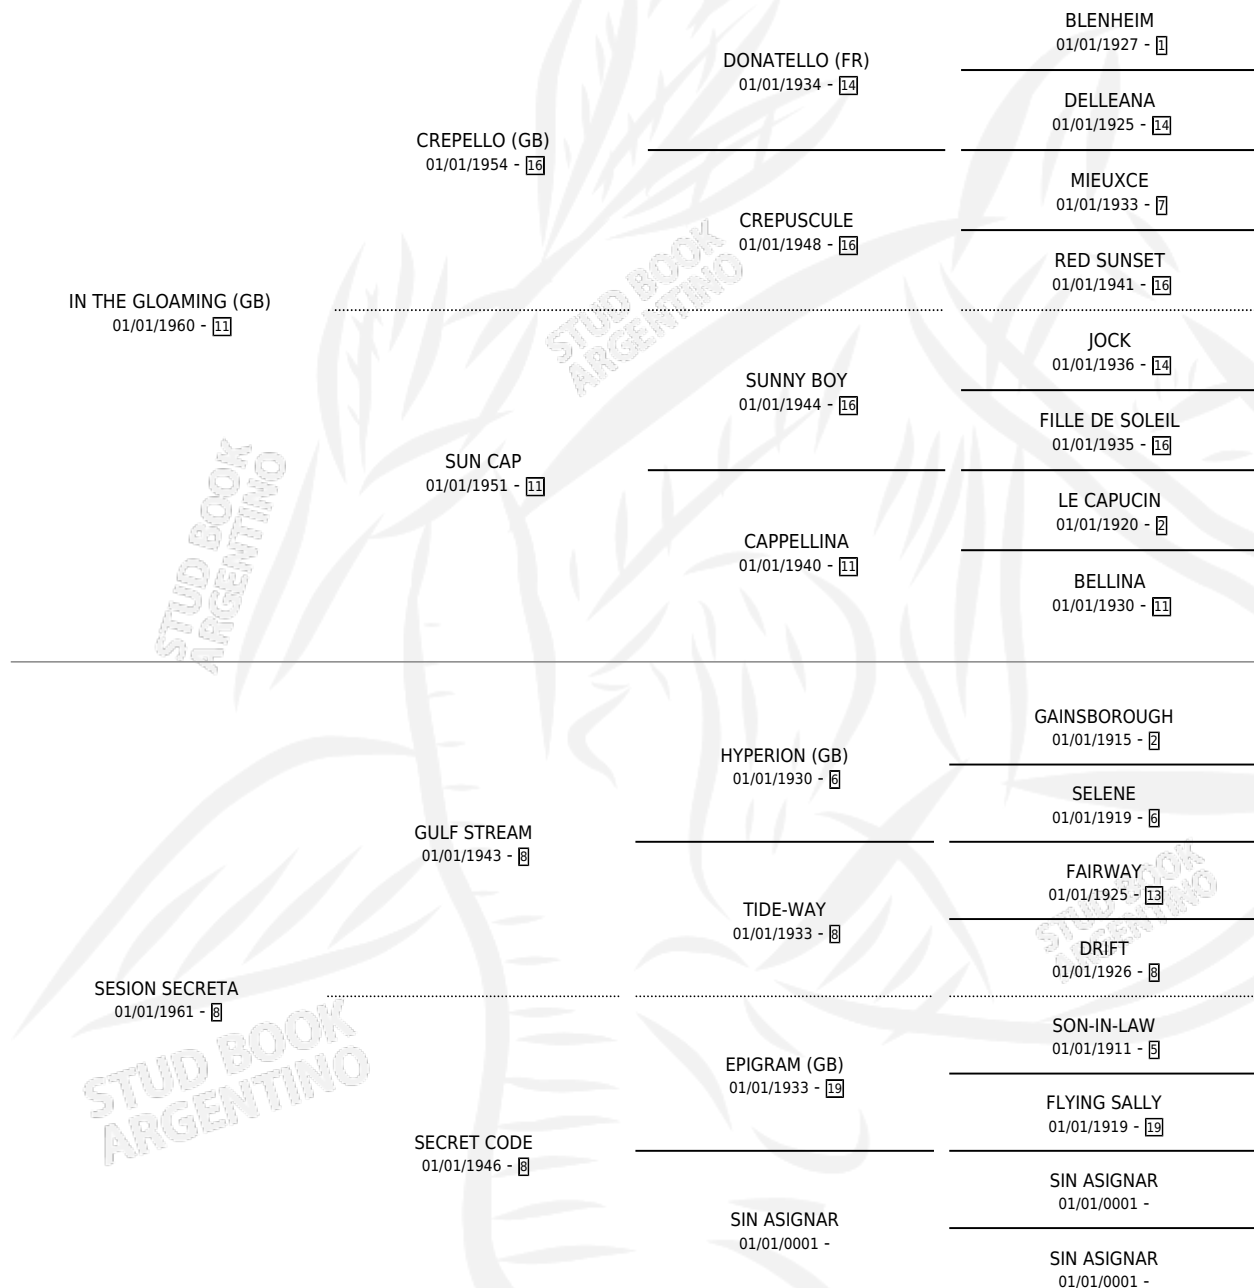 BLENHEIM
01/01/1927 - 1
DONATELLO (FR)
01/01/1934 - 14
DELLEANA
01/01/1925 - 14
CREPELLO (GB)
01/01/1954 - 16
MIEUXCE
01/01/1933 - 7
CREPUSCULE
01/01/1948 - 16
RED SUNSET
01/01/1941 - 16
IN THE GLOAMING (GB)
01/01/1960 - 11
JOCK
01/01/1936 - 14
SUNNY BOY
01/01/1944 - 16
FILLE DE SOLEIL
01/01/1935 - 16
SUN CAP
01/01/1951 - 11
LE CAPUCIN
01/01/1920 - 2
CAPPELLINA
01/01/1940 - 11
BELLINA
01/01/1930 - 11
GAINSBOROUGH
01/01/1915 - 2
HYPERION (GB)
01/01/1930 - 6
SELENE
01/01/1919 - 6
GULF STREAM
01/01/1943 - 8
FAIRWAY
01/01/1925 - 13
TIDE-WAY
01/01/1933 - 8
DRIFT
01/01/1926 - 8
SESION SECRETA
01/01/1961 - 8
SON-IN-LAW
01/01/1911 - 5
EPIGRAM (GB)
01/01/1933 - 19
FLYING SALLY
01/01/1919 - 19
SECRET CODE
01/01/1946 - 8
SIN ASIGNAR
01/01/0001 -
SIN ASIGNAR
01/01/0001 -
SIN ASIGNAR
01/01/0001 -
STUD BOOK
ARGENTINO
STUD BOOK
ARGENTINO
STUD BOOK
ARGENTINO
STUD BOOK
ARGENTINO